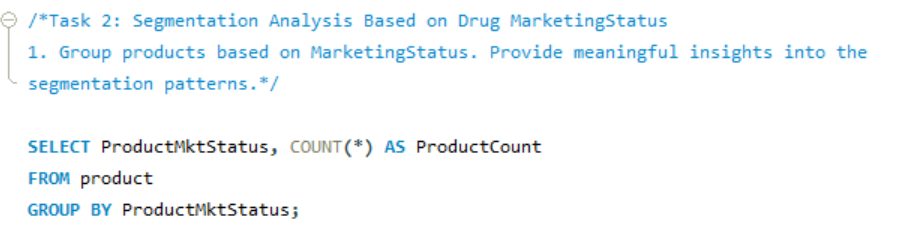 /*Task 2: Segmentation Analysis Based on Drug MarketingStatus
1. Group products based on MarketingStatus. Provide meaningful insights into the
segmentation patterns.*/
SELECT ProductMktStatus, COUNT(*) AS ProductCount
FROM product
GROUP BY ProductMktStatus;